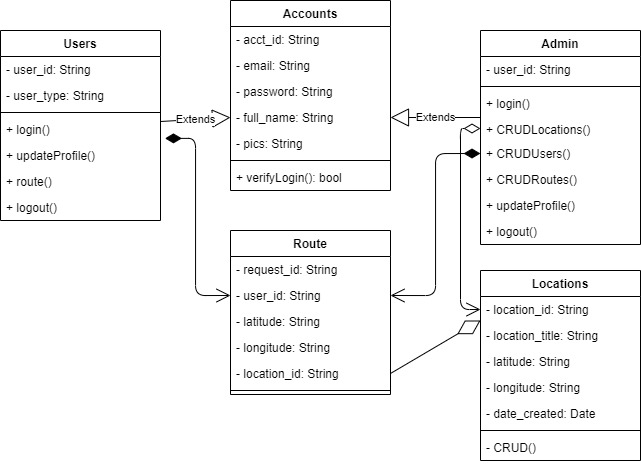 Users
- user_id: String
- user_type: String
+ login()
+ updateProfile()
+ route()
+ logout()
Extends
Accounts
- acct_id: String
- email: String
- password: String
- full_name: String
- pics: String
+ verifyLogin(): bool
Extends
Admin
- user_id: String
+ login()
+ CRUDLocations()
+ CRUDUsers()
+ CRUDRoutes()
+ updateProfile()
+ logout()
Route
- request_id: String
- user_id: String
- latitude: String
- longitude: String
- location_id: String
Locations
- location_id: String
- location_title: String
- latitude: String
- longitude: String
- date_created: Date
- CRUD()